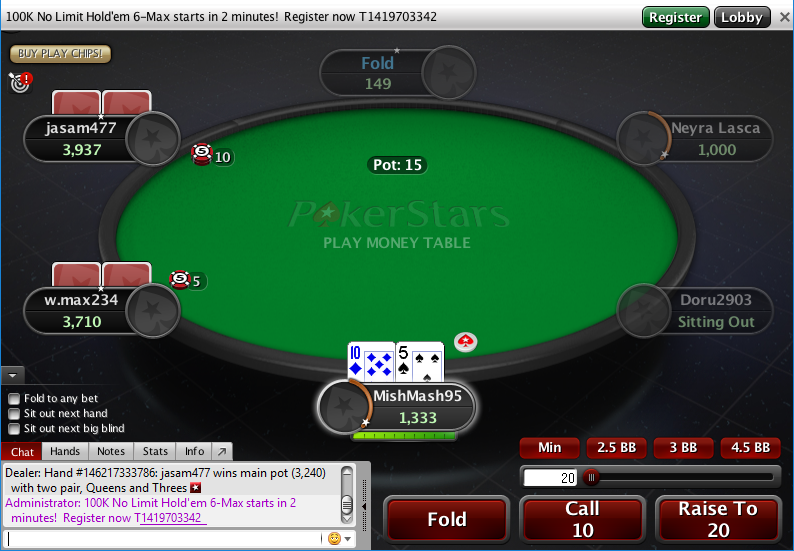 100K No Limit Hold'em 6-Max starts in 2 minutes! Register now T1419703342
Register
Lobby
BUY PLAY CHIPS!
Fold
149
jasam477
3,937
10
Neyra Lasca
1,000
Pot: 15
PokerStars
PLAY MONEY TABLE
w.max234
3,710
5
Doru2903
Sitting Out
10
5
MishMash95
1,333
Fold to any bet
Sit out next hand
Sit out next big blind
Chat
Hands
Notes
Stats
Info
Min
2.5 BB
3 BB
4.5 BB
Dealer: Hand #146217333786: jasam477 wins main pot (3,240)
with two pair, Queens and Threes
Administrator: 100K No Limit Hold'em 6-Max starts in 2
minutes! Register now T1419703342
20
Fold
Call
10
Raise To
20